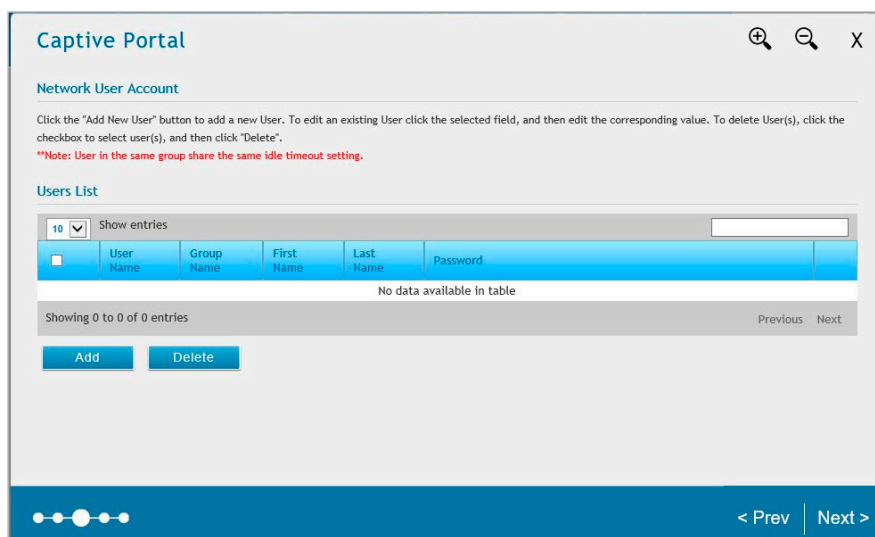 Captive Portal
X
Network User Account
Click the "Add New User" button to add a new User. To edit an existing User click the selected field, and then edit the corresponding value. To delete User(s), click the
checkbox to select user(s), and then click "Delete".
**Note: User in the same group share the same idle timeout setting.
Users List
10 Show entries
User Name Group Name First Name Last Name Password
No data available in table
Showing 0 to 0 of 0 entries Previous Next
Add Delete
< Prev Next >